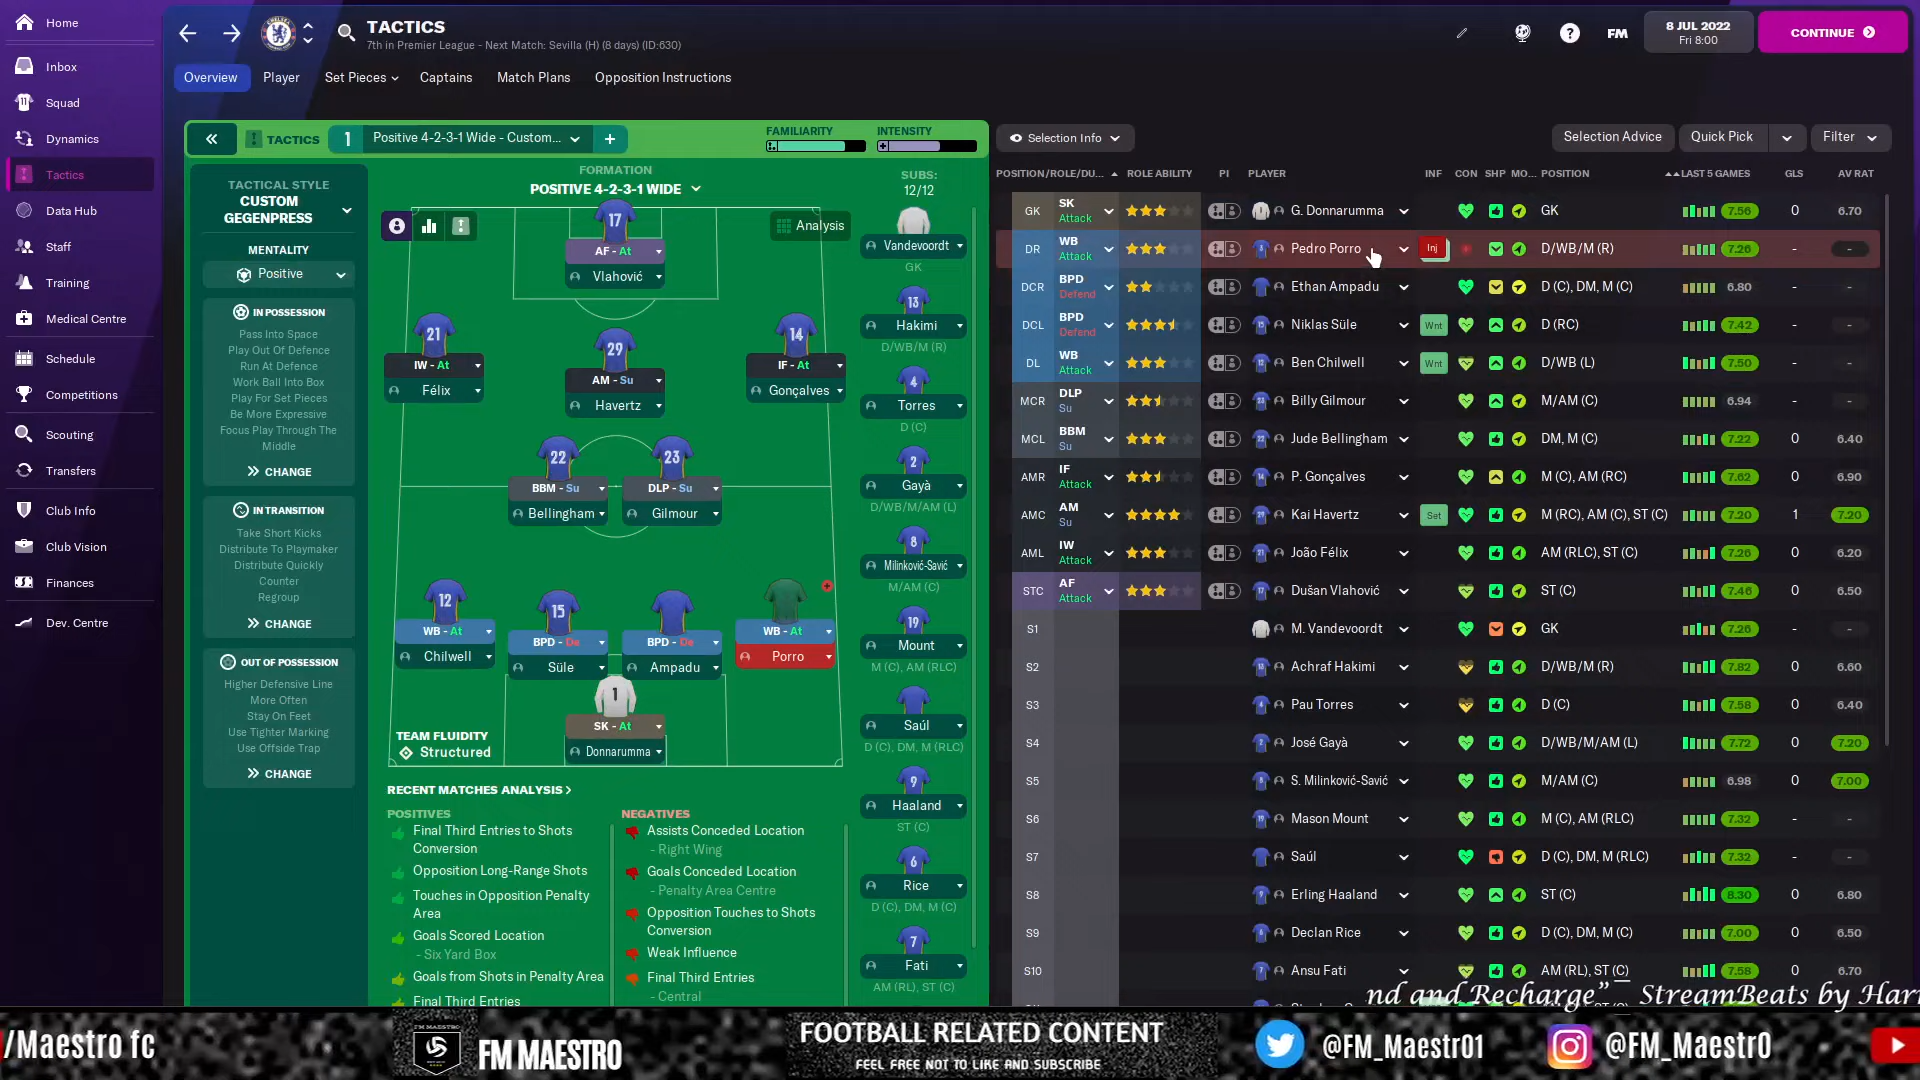 Home
Inbox
Squad
Dynamics
Tactics
Data Hub
Staff
Training
Medical Centre
Schedule
Competitions
Scouting
Transfers
Club Info
Club Vision
Finances
Dev. Centre
TACTICS
7th in Premier League - Next Match: Sevilla (H) (8 days) (ID:630)
FM
8 JUL 2022
Fri 8:00
CONTINUE
Overview Player Set Pieces Captains Match Plans Opposition Instructions
TACTICS 1 Positive 4-2-3-1 Wide - Custom... +
FAMILIARITY INTENSITY
TACTICAL STYLE
CUSTOM
GEGENPRESS
MENTALITY
Positive
IN POSSESSION
Pass Into Space
Play Out Of Defence
Run At Defence
Work Ball Into Box
Play For Set Pieces
Be More Expressive
Focus Play Through The
Middle
CHANGE
IN TRANSITION
Take Short Kicks
Distribute To Playmaker
Distribute Quickly
Counter
Regroup
CHANGE
OUT OF POSSESSION
Higher Defensive Line
More Often
Stay On Feet
Use Tighter Marking
Use Offside Trap
CHANGE
FORMATION
POSITIVE 4-2-3-1 WIDE
Analysis
17
AF - At
Vlahović
21
IW - At
Félix
29
AM - Su
Havertz
14
IF - At
Gonçalves
22
BBM - Su
Bellingham
23
DLP - Su
Gilmour
12
WB - At
Chilwell
15
BPD - De
Süle
BPD - De
Ampadu
WB - At
Porro
1
SK - At
Donnarumma
TEAM FLUIDITY
Structured
RECENT MATCHES ANALYSIS >
POSITIVES
Final Third Entries to Shots
Conversion
Opposition Long-Range Shots
Touches in Opposition Penalty
Area
Goals Scored Location
- Six Yard Box
Goals from Shots in Penalty Area
Final Third Entries
NEGATIVES
Assists Conceded Location
- Right Wing
Goals Conceded Location
- Penalty Area Centre
Opposition Touches to Shots
Conversion
Weak Influence
Final Third Entries
- Central
SUBS:
12/12
Vandevoordt
GK
13
Hakimi
D/WB/M (R)
4
Torres
D (C)
2
Gayà
D/WB/M/AM (L)
8
Milinković-Savić
M/AM (C)
19
Mount
M (C), AM (RLC)
Saúl
D (C), DM, M (RLC)
9
Haaland
ST (C)
6
Rice
D (C), DM, M (C)
7
Fati
AM (RL), ST (C)
Selection Info
Selection Advice Quick Pick Filter
POSITION/ROLE/DU... ROLE ABILITY PI PLAYER INF CON SHP MO... POSITION LAST 5 GAMES GLS AV RAT
GK SK Attack G. Donnarumma GK 7.56 0 6.70
DR WB Attack Pedro Porro Inj D/WB/M (R) 7.26 - -
DCR BPD Defend Ethan Ampadu D (C), DM, M (C) 6.80 - -
DCL BPD Defend Niklas Süle Wnt D (RC) 7.42 - -
DL WB Attack Ben Chilwell Wnt D/WB (L) 7.50 - -
MCR DLP Su Billy Gilmour M/AM (C) 6.94 - -
MCL BBM Su Jude Bellingham DM, M (C) 7.22 0 6.40
AMR IF Attack P. Gonçalves M (C), AM (RC) 7.62 0 6.90
AMC AM Su Kai Havertz Set M (RC), AM (C), ST (C) 7.20 1 7.20
AML IW Attack João Félix AM (RLC), ST (C) 7.26 0 6.20
STC AF Attack Dušan Vlahović ST (C) 7.46 0 6.50
S1 M. Vandevoordt GK 7.26 - -
S2 Achraf Hakimi D/WB/M (R) 7.82 0 6.60
S3 Pau Torres D (C) 7.58 0 6.40
S4 José Gayà D/WB/M/AM (L) 7.72 0 7.20
S5 S. Milinković-Savić M/AM (C) 6.98 0 7.00
S6 Mason Mount M (C), AM (RLC) 7.32 - -
S7 Saúl D (C), DM, M (RLC) 7.32 - -
S8 Erling Haaland ST (C) 8.30 0 6.80
S9 Declan Rice D (C), DM, M (C) 7.00 0 6.50
S10 Ansu Fati AM (RL), ST (C) 7.58 0 6.70
nd and Recharge" — StreamBeats by Harr
/Maestro fc
FM MAESTRO
FM MAESTRO
FOOTBALL RELATED CONTENT
FEEL FREE NOT TO LIKE AND SUBSCRIBE
@FM_Maestr01
@FM_Maestr0